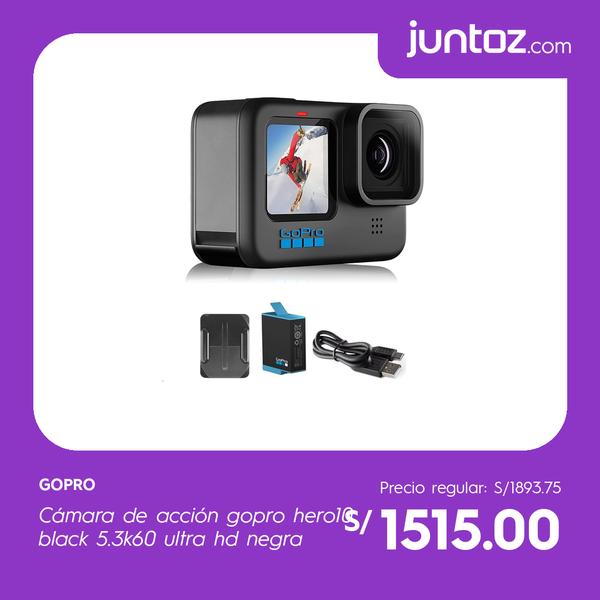 juntoz.com
GoPro
GoPro
GOPRO
Precio regular: S/1893.75
Cámara de acción gopro hero10
black 5.3k60 ultra hd negra
S/ 1515.00